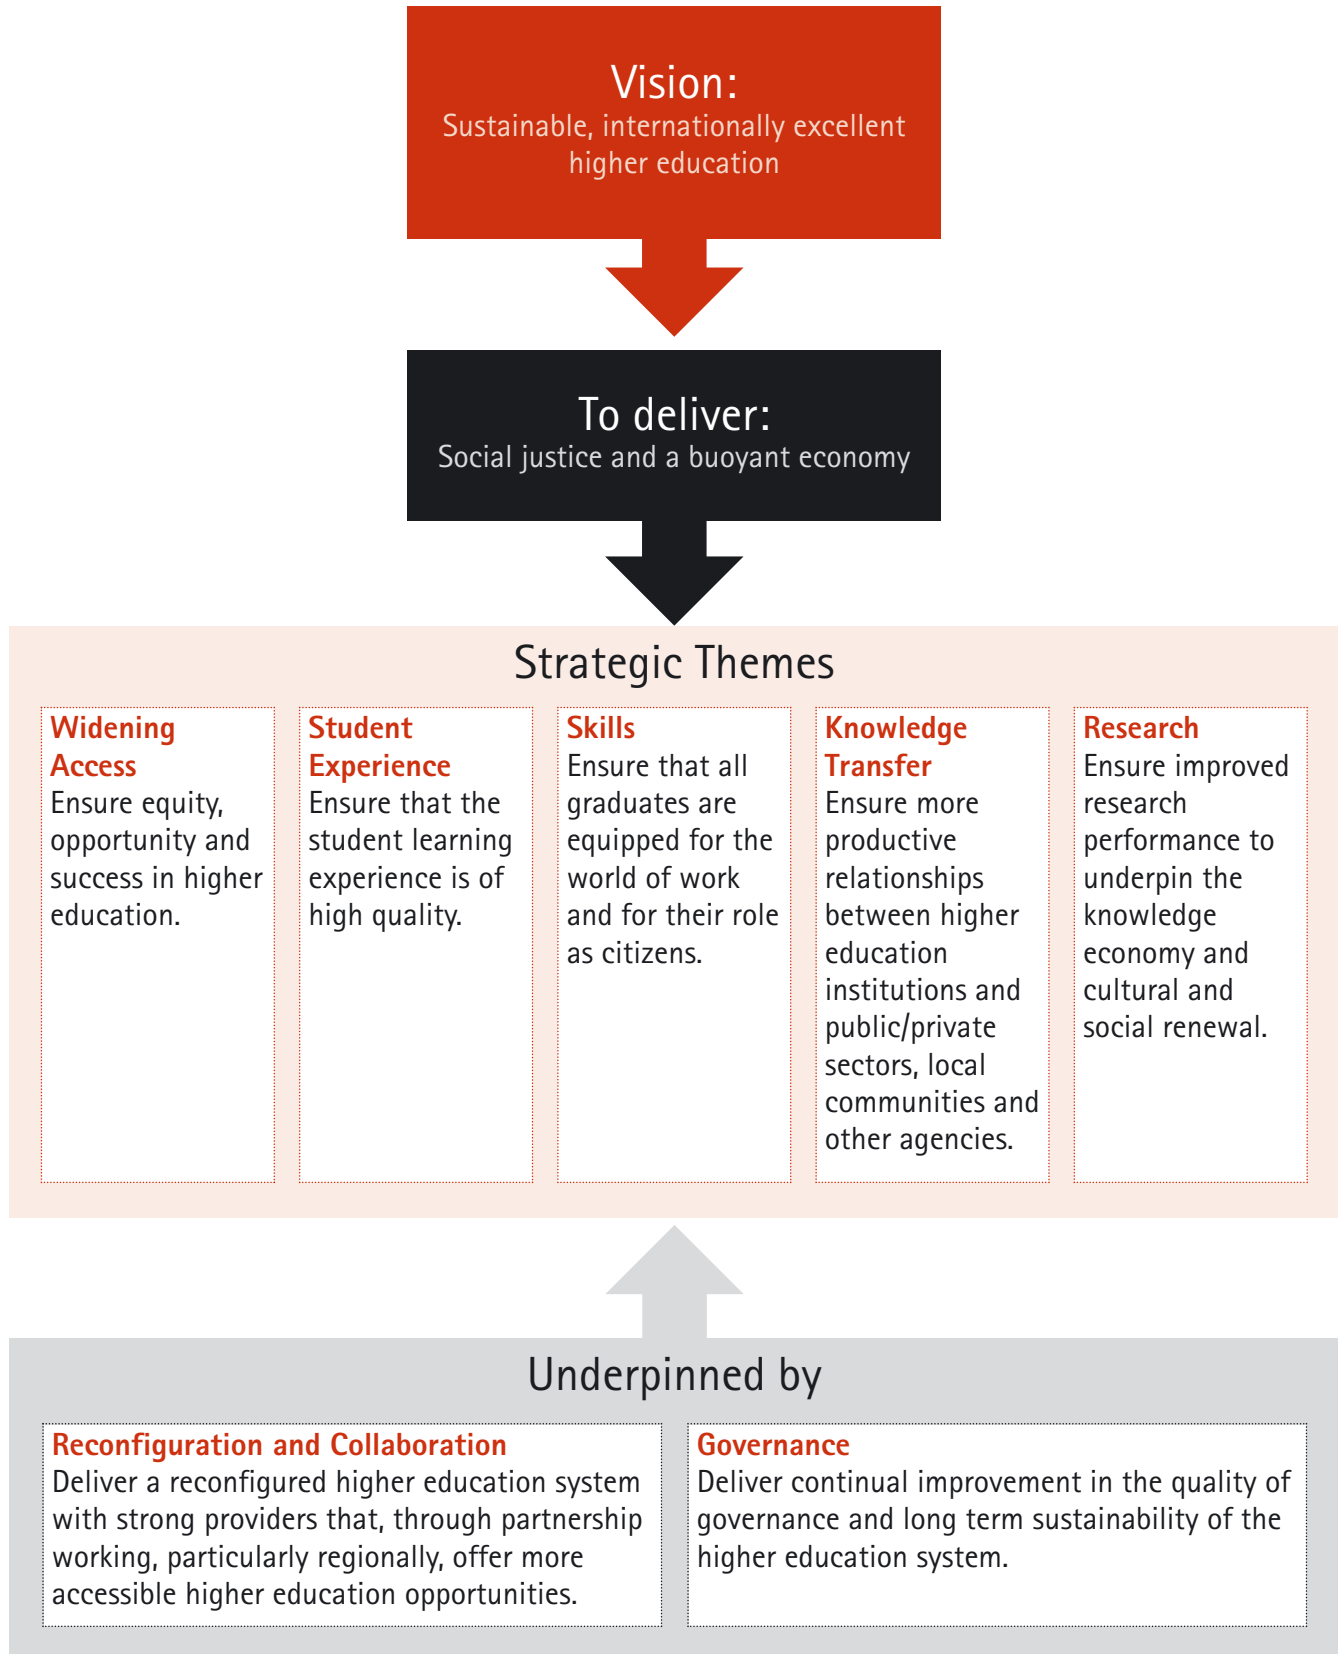 Vision:
Sustainable, internationally excellent
higher education
To deliver:
Social justice and a buoyant economy
Strategic Themes
Widening
Access
Ensure equity,
opportunity and
success in higher
education.
Student
Experience
Ensure that the
student learning
experience is of
high quality.
Skills
Ensure that all
graduates are
equipped for the
world of work
and for their role
as citizens.
Knowledge
Transfer
Ensure more
productive
relationships
between higher
education
institutions and
public/private
sectors, local
communities and
other agencies.
Research
Ensure improved
research
performance to
underpin the
knowledge
economy and
cultural and
social renewal.
Underpinned by
Reconfiguration and Collaboration
Deliver a reconfigured higher education system
with strong providers that, through partnership
working, particularly regionally, offer more
accessible higher education opportunities.
Governance
Deliver continual improvement in the quality of
governance and long term sustainability of the
higher education system.